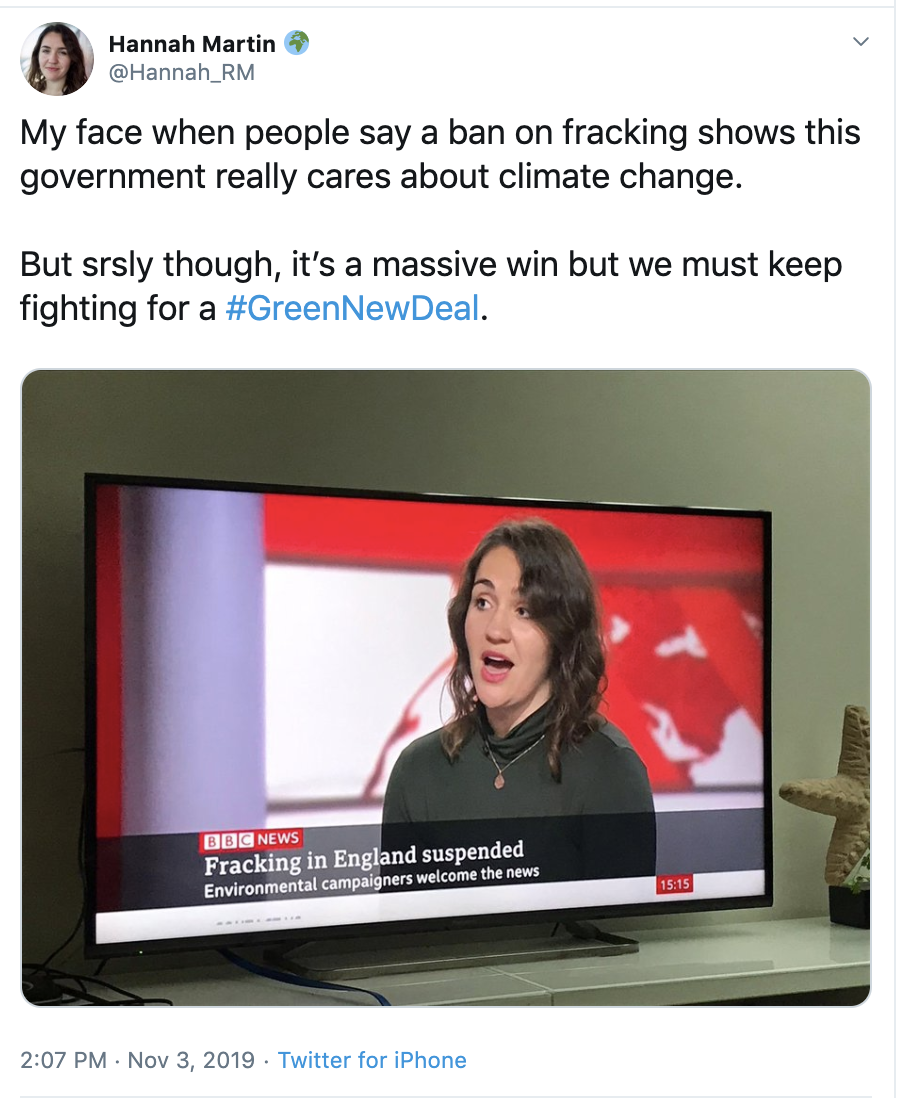 Hannah Martin
@Hannah_RM
My face when people say a ban on fracking shows this
government really cares about climate change.
But srsly though, it’s a massive win but we must keep
fighting for a #GreenNewDeal.
BBC NEWS
Fracking in England suspended
Environmental campaigners welcome the news
15:15
2:07 PM · Nov 3, 2019 · Twitter for iPhone